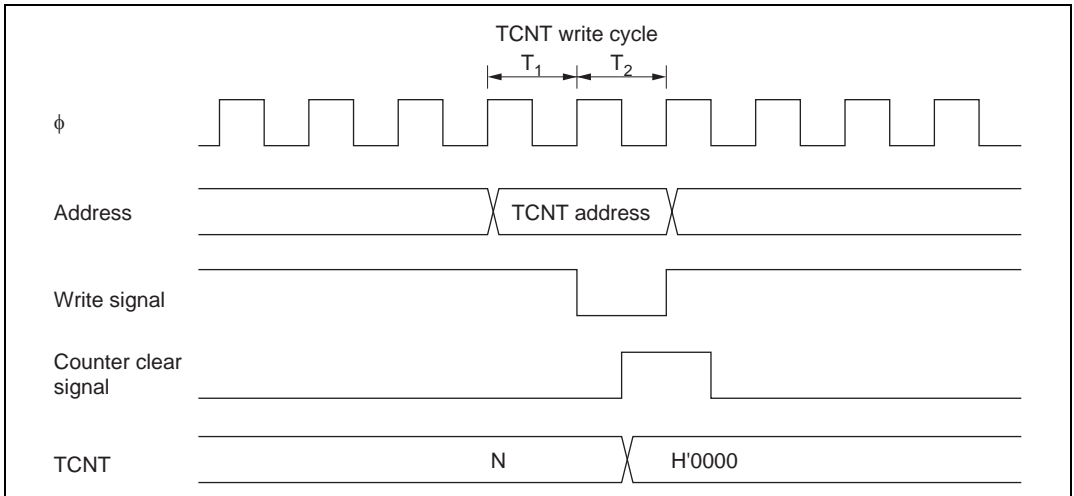 TCNT write cycle
T1 T2
ϕ
Address
TCNT address
Write signal
Counter clear
signal
TCNT
N
H'0000